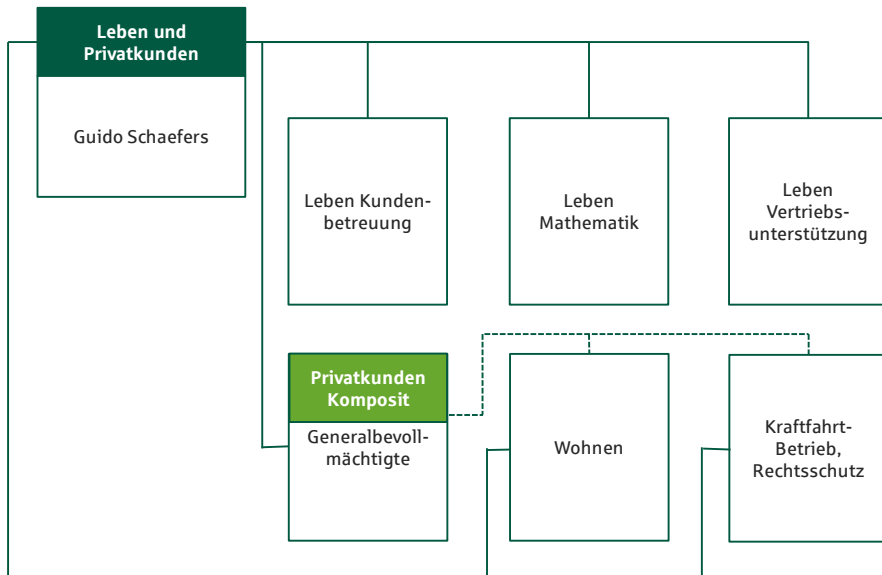 Leben und
Privatkunden
Guido Schaefers
Leben Kunden-
betreuung
Leben
Mathematik
Leben
Vertriebs-
unterstützung
Privatkunden
Komposit
Generalbevoll-
mächtigte
Wohnen
Kraftfahrt-
Betrieb,
Rechtsschutz